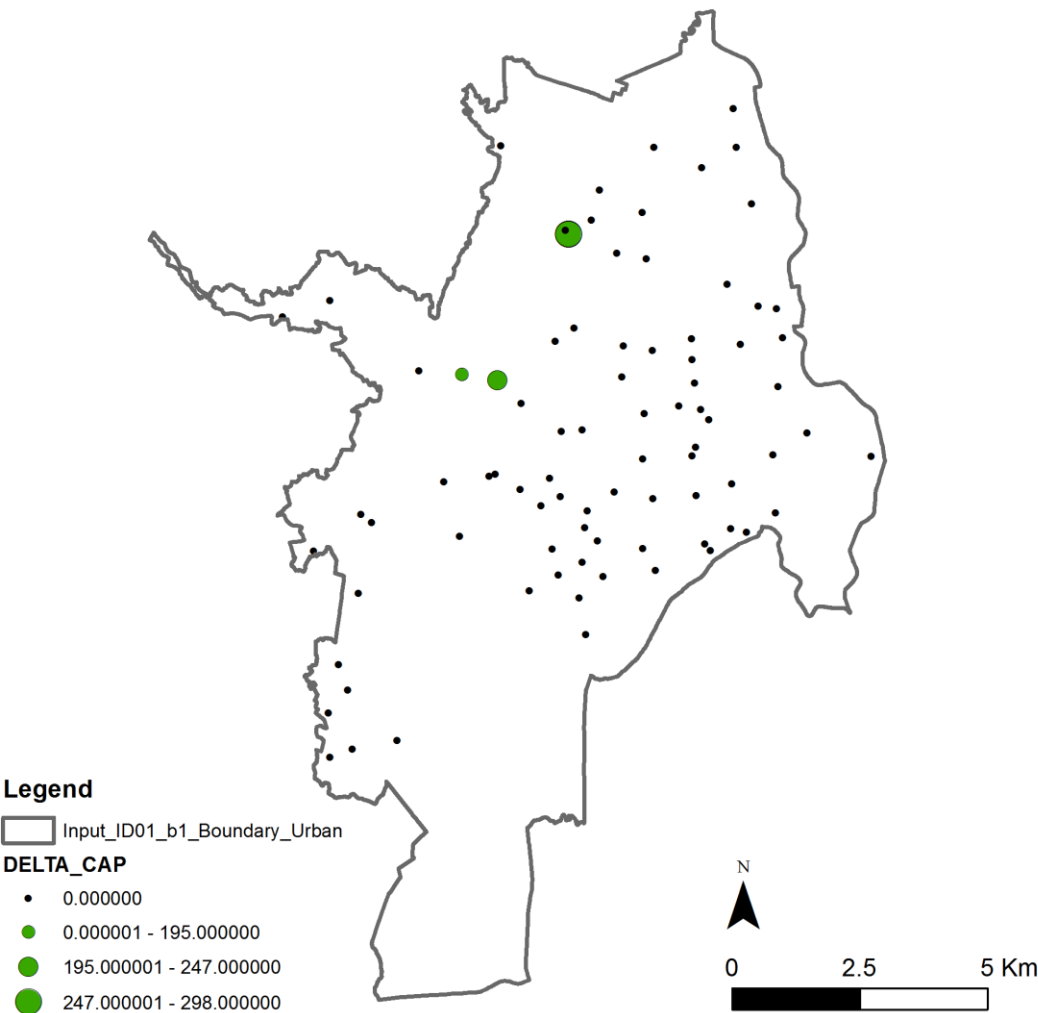 Legend
Input_ID01_b1_Boundary_Urban
DELTA_CAP
0.000000
0.000001 - 195.000000
195.000001 - 247.000000
247.000001 - 298.000000
N
0 2.5 5 Km